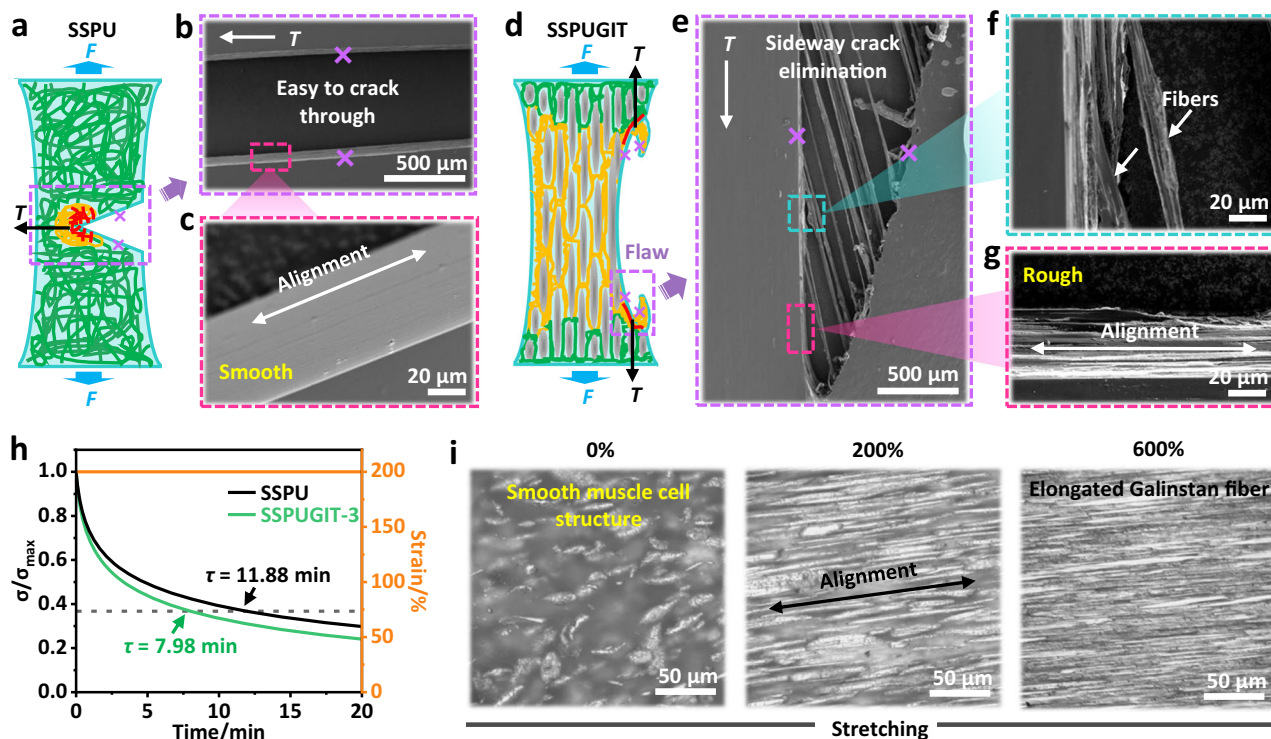 a
SSPU
F
T
F
b
T
Easy to crack
through
500 µm
c
Alignment
Smooth
20 µm
d
SSPUGIT
F
T
Flaw
T
F
e
T
Sideway crack
elimination
500 µm
f
Fibers
20 µm
g
Rough
Alignment
20 µm
h
1.0
0.8
0.6
0.4
0.2
0.0
σ/σmax
SSPU
SSPUGIT-3
τ = 11.88 min
τ = 7.98 min
200
150
100
50
0
Strain/%
0 5 10 15 20
Time/min
i
0%
200%
600%
Smooth muscle cell
structure
50 µm
Alignment
50 µm
Elongated Galinstan fiber
50 µm
Stretching